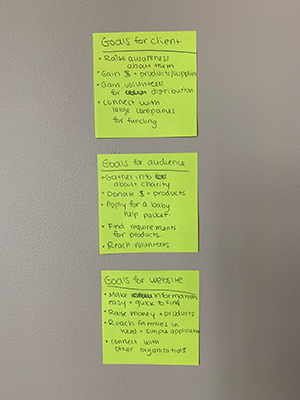 Goals for client
• Raise awareness
about them
• Gain $ + products/supplies
• Gain volunteers
for distribution
• Connect with
large companies
for funding
Goals for audience
• Gather info
about charity
• Donate $ + products
• Apply for a baby
help packet.
• Find requirements
for products.
• Reach volunteers
Goals for website
• Make information
easy + quick to find
• Raise money + products
• Reach families in
need + simple application
• Connect with
other organizations